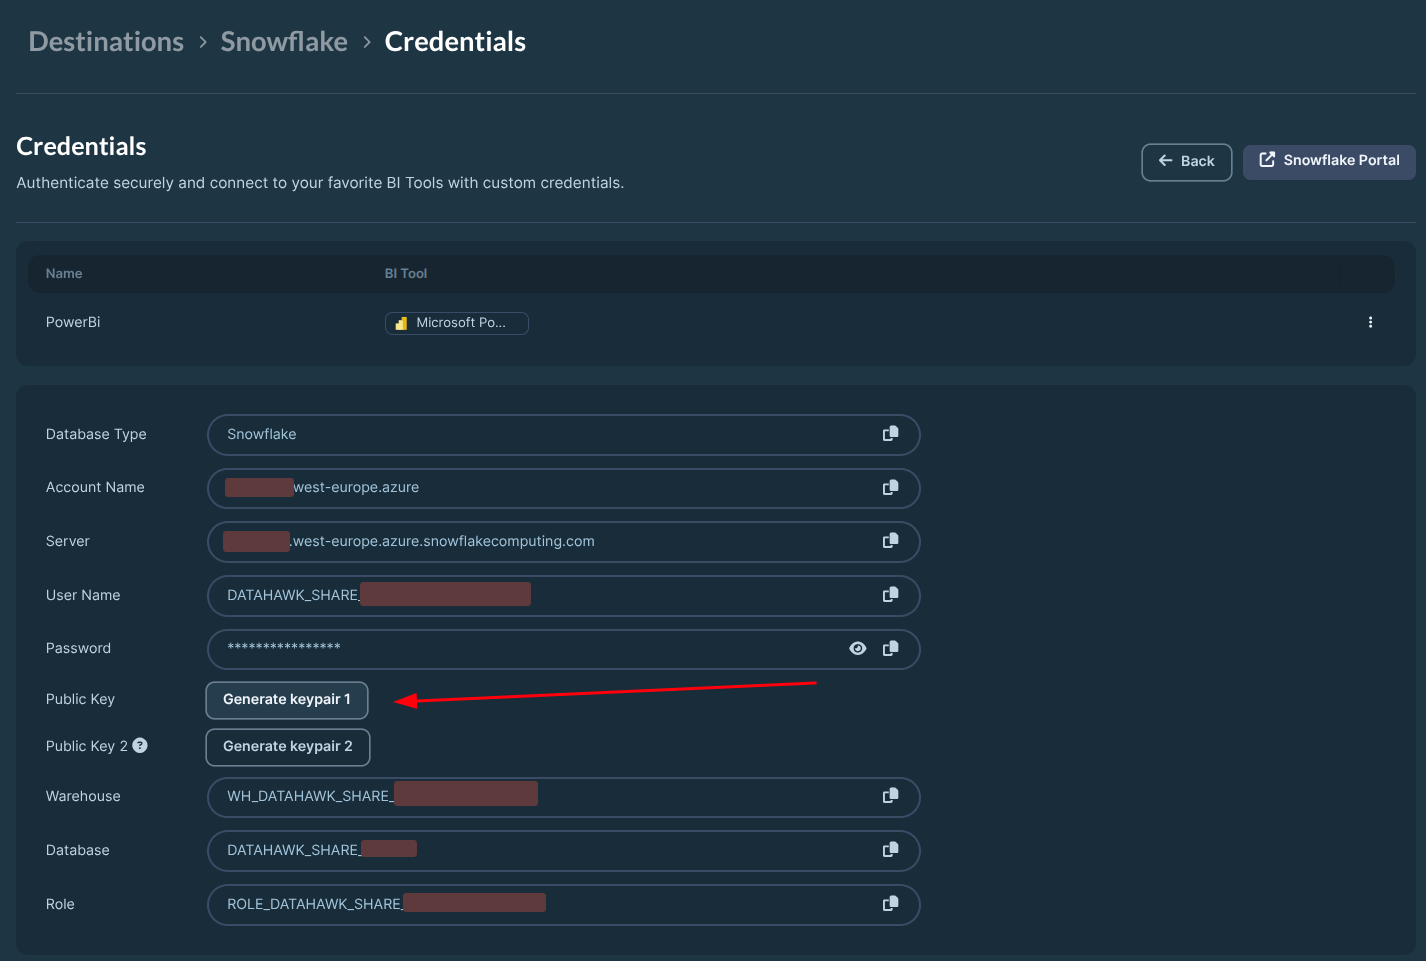 Destinations > Snowflake > Credentials
Credentials
Authenticate securely and connect to your favorite BI Tools with custom credentials.
Back
Snowflake Portal
Name BI Tool
PowerBi Microsoft Po...
Database Type Snowflake
Account Name west-europe.azure
Server .west-europe.azure.snowflakecomputing.com
User Name DATAHAWK_SHARE_
Password ****************
Public Key Generate keypair 1
Public Key 2 ? Generate keypair 2
Warehouse WH_DATAHAWK_SHARE_
Database DATAHAWK_SHARE_
Role ROLE_DATAHAWK_SHARE_